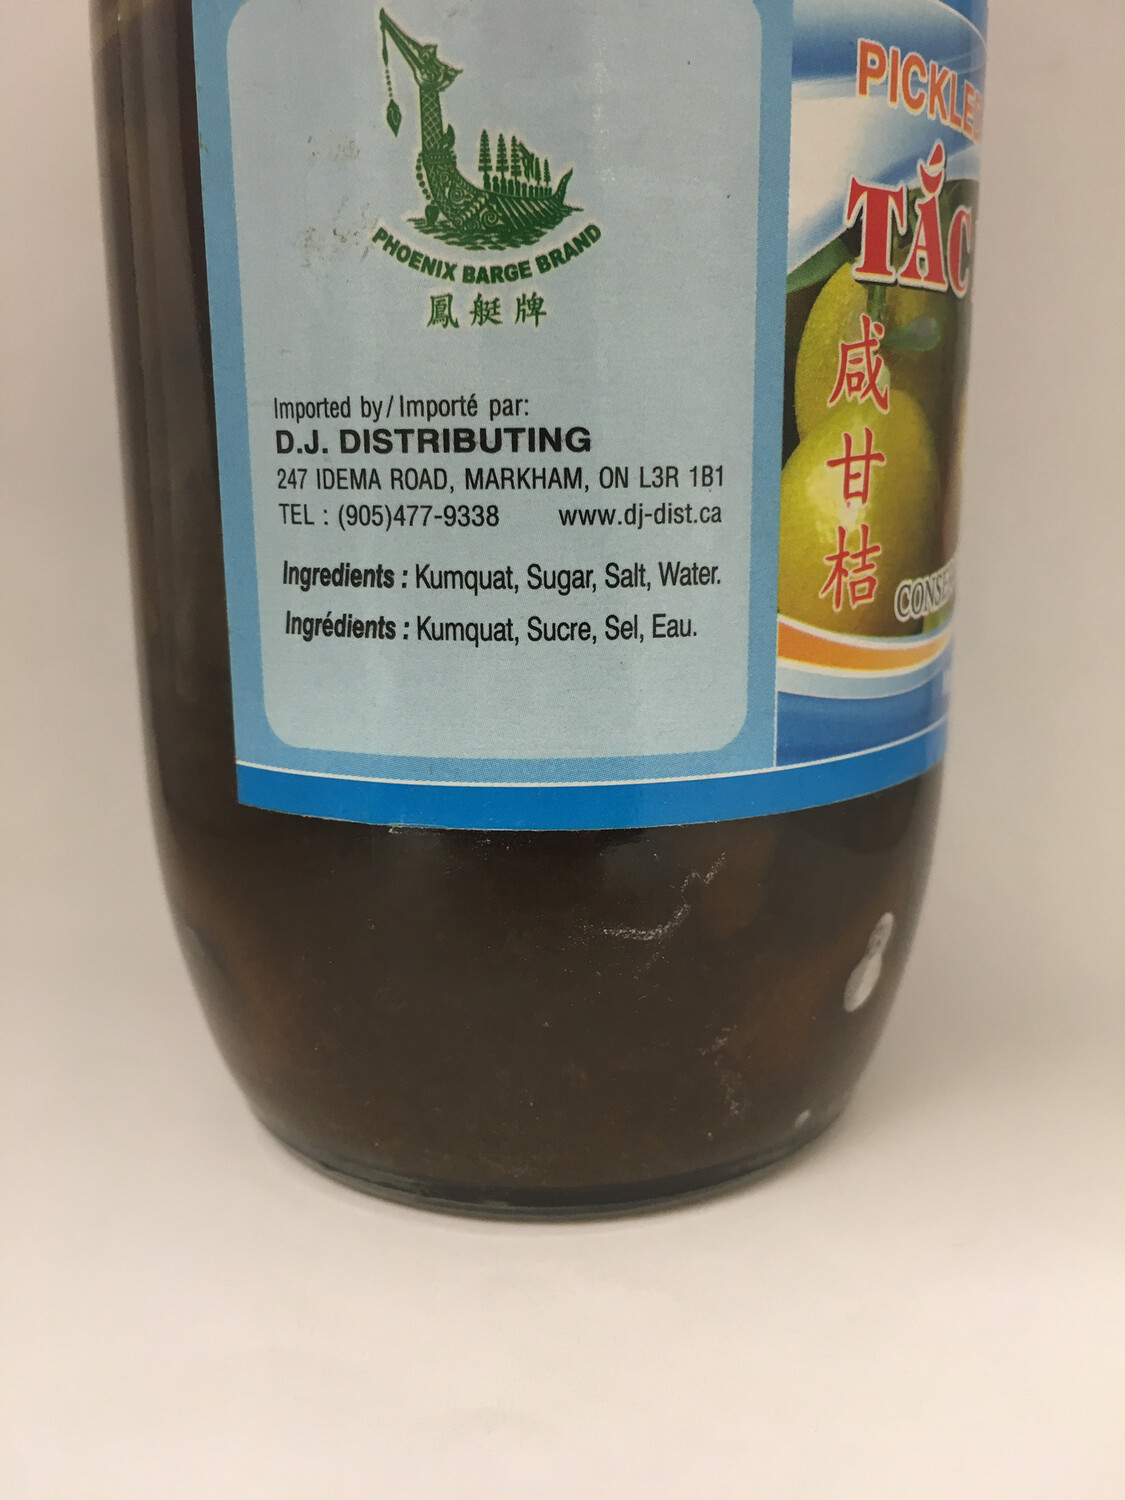 PHOENIX BARGE BRAND
鳳艇牌
Imported by / Importé par:
D.J. DISTRIBUTING
247 IDEMA ROAD, MARKHAM, ON L3R 1B1
TEL : (905)477-9338 www.dj-dist.ca
Ingredients : Kumquat, Sugar, Salt, Water.
Ingrédients : Kumquat, Sucre, Sel, Eau.
PICKLED
TẮC
咸甘桔